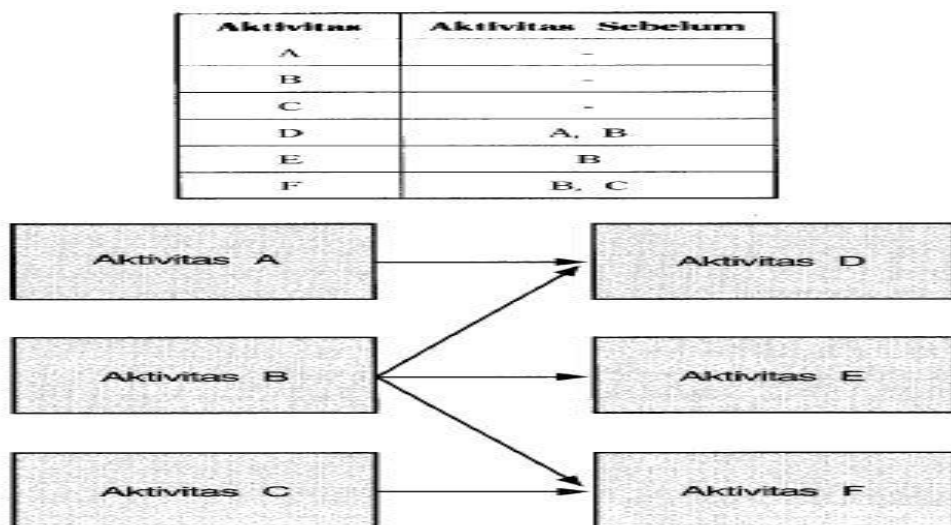 Aktivitas Aktivitas Sebelum
A -
B -
C -
D A, B
E B
F B, C
Aktivitas A Aktivitas D
Aktivitas B Aktivitas E
Aktivitas C Aktivitas F